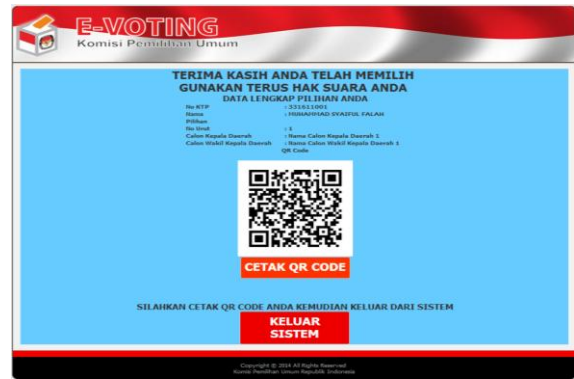 E-VOTING
Komisi Pemilihan Umum
TERIMA KASIH ANDA TELAH MEMILIH
GUNAKAN TERUS HAK SUARA ANDA
DATA LENGKAP PILIHAN ANDA
No KTP : 331611001
Nama : MUHAMMAD SYAIFUL FALAH
Pilihan
No Urut : 1
Calon Kepala Daerah : Nama Calon Kepala Daerah 1
Calon Wakil Kepala Daerah : Nama Calon Wakil Kepala Daerah 1
QR Code
CETAK QR CODE
SILAHKAN CETAK QR CODE ANDA KEMUDIAN KELUAR DARI SISTEM
KELUAR
SISTEM
Copyright © 2014 All Rights Reserved
Komisi Pemilihan Umum Republik Indonesia